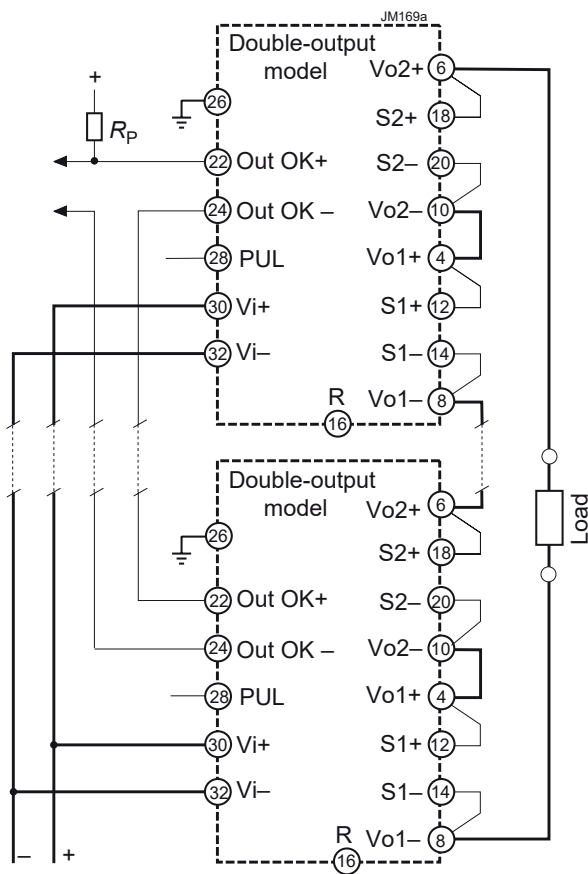 JM169a
Double-output
model
+
RP
26
22 Out OK+
24 Out OK –
28 PUL
30 Vi+
32 Vi–
R
16
Vo2+ 6
S2+ 18
S2– 20
Vo2– 10
Vo1+ 4
S1+ 12
S1– 14
Vo1– 8
Double-output
model
26
22 Out OK+
24 Out OK –
28 PUL
30 Vi+
32 Vi–
R
16
Vo2+ 6
S2+ 18
S2– 20
Vo2– 10
Vo1+ 4
S1+ 12
S1– 14
Vo1– 8
Load
– +